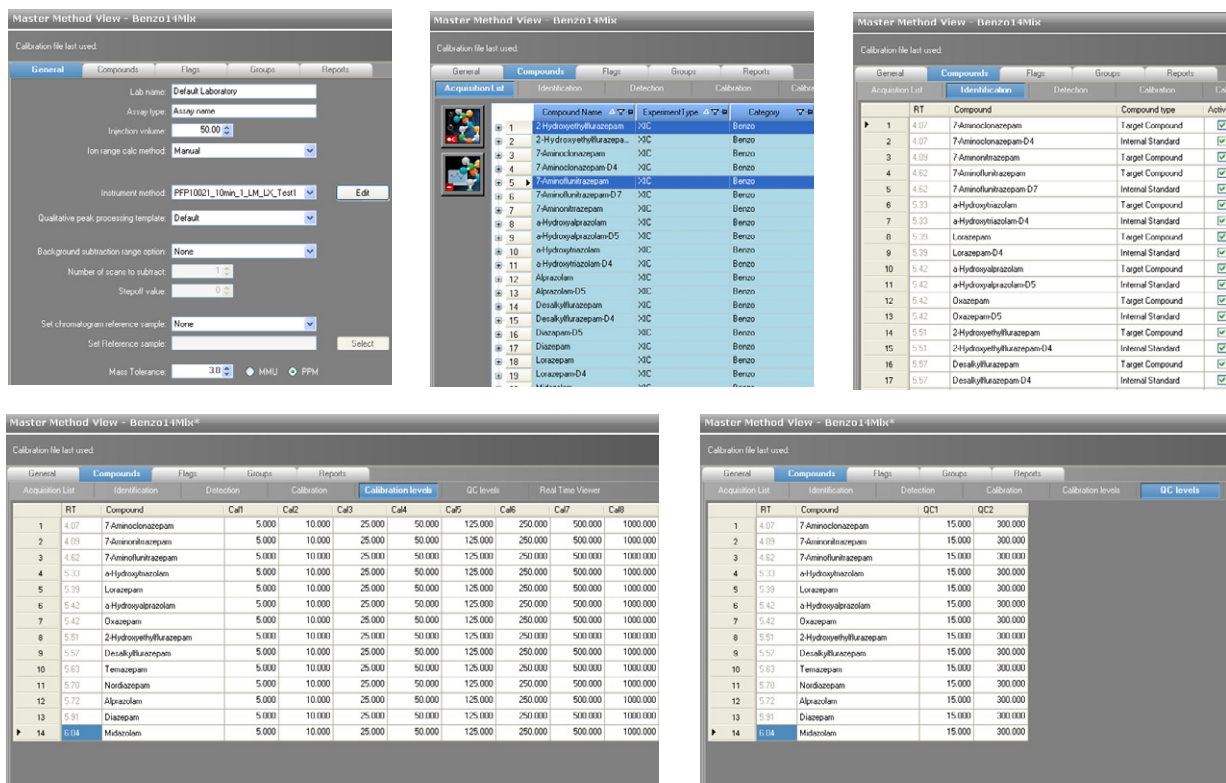 Master Method View - Benzo14Mix
Calibration file last used.
General Compounds Flags Groups Reports
Lab name: Default Laboratory
Assay type: Assay name
Injection volume: 50.00
Ion range calc method: Manual
Instrument method: PFP10021_10min_1_LM_LX_Test1 Edit
Qualitative peak processing template: Default
Background subtraction range option: None
Number of scans to subtract: 1
Stepoff value: 0
Set chromatogram reference sample: None
Set Reference sample: Select
Mass Tolerance: 3.0 MMU PPM
Master Method View - Benzo14Mix
Calibration file last used.
General Compounds Flags Groups Reports
Acquisition List Identification Detection Calibration Calibra
Compound Name ExperimentType Category
1 2-Hydroxyethylflurazepam XIC Benzo
2 2-Hydroxyethylflurazepa... XIC Benzo
3 7-Aminoclonazepam XIC Benzo
4 7-Aminoclonazepam-D4 XIC Benzo
5 7-Aminoflunitrazepam XIC Benzo
6 7-Aminoflunitrazepam-D7 XIC Benzo
7 7-Aminonitrazepam XIC Benzo
8 a-Hydroxyalprazolam XIC Benzo
9 a-Hydroxyalprazolam-D5 XIC Benzo
10 a-Hydroxytriazolam XIC Benzo
11 a-Hydroxytriazolam-D4 XIC Benzo
12 Alprazolam XIC Benzo
13 Alprazolam-D5 XIC Benzo
14 Desalkylflurazepam XIC Benzo
15 Desalkylflurazepam-D4 XIC Benzo
16 Diazapam-D5 XIC Benzo
17 Diazepam XIC Benzo
18 Lorazepam XIC Benzo
19 Lorazepam-D4 XIC Benzo
Master Method View - Benzo14Mix
Calibration file last used.
General Compounds Flags Groups Reports
Acquisition List Identification Detection Calibration Cal
RT Compound Compound type Activ
1 4.07 7-Aminoclonazepam Target Compound
2 4.07 7-Aminoclonazepam-D4 Internal Standard
3 4.09 7-Aminonitrazepam Target Compound
4 4.62 7-Aminoflunitrazepam Target Compound
5 4.62 7-Aminoflunitrazepam-D7 Internal Standard
6 5.33 a-Hydroxytriazolam Target Compound
7 5.33 a-Hydroxytriazolam-D4 Internal Standard
8 5.39 Lorazepam Target Compound
9 5.39 Lorazepam-D4 Internal Standard
10 5.42 a-Hydroxyalprazolam Target Compound
11 5.42 a-Hydroxyalprazolam-D5 Internal Standard
12 5.42 Oxazepam Target Compound
13 5.42 Oxazepam-D5 Internal Standard
14 5.51 2-Hydroxyethylflurazepam Target Compound
15 5.51 2-Hydroxyethylflurazepam-D4 Internal Standard
16 5.57 Desalkylflurazepam Target Compound
17 5.57 Desalkylflurazepam-D4 Internal Standard
Master Method View - Benzo14Mix*
Calibration file last used.
General Compounds Flags Groups Reports
Acquisition List Identification Detection Calibration Calibration levels QC levels Real Time Viewer
RT Compound Cal1 Cal2 Cal3 Cal4 Cal5 Cal6 Cal7 Cal8
1 4.07 7-Aminoclonazepam 5.000 10.000 25.000 50.000 125.000 250.000 500.000 1000.000
2 4.09 7-Aminonitrazepam 5.000 10.000 25.000 50.000 125.000 250.000 500.000 1000.000
3 4.62 7-Aminoflunitrazepam 5.000 10.000 25.000 50.000 125.000 250.000 500.000 1000.000
4 5.33 a-Hydroxytriazolam 5.000 10.000 25.000 50.000 125.000 250.000 500.000 1000.000
5 5.39 Lorazepam 5.000 10.000 25.000 50.000 125.000 250.000 500.000 1000.000
6 5.42 a-Hydroxyalprazolam 5.000 10.000 25.000 50.000 125.000 250.000 500.000 1000.000
7 5.42 Oxazepam 5.000 10.000 25.000 50.000 125.000 250.000 500.000 1000.000
8 5.51 2-Hydroxyethylflurazepam 5.000 10.000 25.000 50.000 125.000 250.000 500.000 1000.000
9 5.57 Desalkylflurazepam 5.000 10.000 25.000 50.000 125.000 250.000 500.000 1000.000
10 5.63 Temazepam 5.000 10.000 25.000 50.000 125.000 250.000 500.000 1000.000
11 5.70 Nordiazepam 5.000 10.000 25.000 50.000 125.000 250.000 500.000 1000.000
12 5.72 Alprazolam 5.000 10.000 25.000 50.000 125.000 250.000 500.000 1000.000
13 5.91 Diazepam 5.000 10.000 25.000 50.000 125.000 250.000 500.000 1000.000
14 6.04 Midazolam 5.000 10.000 25.000 50.000 125.000 250.000 500.000 1000.000
Master Method View - Benzo14Mix*
Calibration file last used.
General Compounds Flags Groups Reports
Acquisition List Identification Detection Calibration Calibration levels QC levels
RT Compound QC1 QC2
1 4.07 7-Aminoclonazepam 15.000 300.000
2 4.09 7-Aminonitrazepam 15.000 300.000
3 4.62 7-Aminoflunitrazepam 15.000 300.000
4 5.33 a-Hydroxytriazolam 15.000 300.000
5 5.39 Lorazepam 15.000 300.000
6 5.42 a-Hydroxyalprazolam 15.000 300.000
7 5.42 Oxazepam 15.000 300.000
8 5.51 2-Hydroxyethylflurazepam 15.000 300.000
9 5.57 Desalkylflurazepam 15.000 300.000
10 5.63 Temazepam 15.000 300.000
11 5.70 Nordiazepam 15.000 300.000
12 5.72 Alprazolam 15.000 300.000
13 5.91 Diazepam 15.000 300.000
14 6.04 Midazolam 15.000 300.000